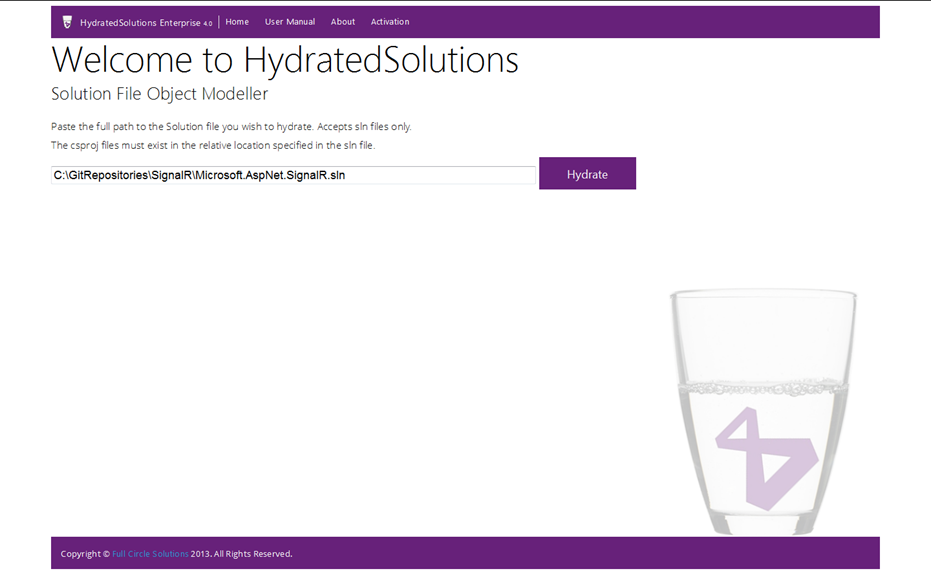 HydratedSolutions Enterprise 4.0 | Home User Manual About Activation
Welcome to HydratedSolutions
Solution File Object Modeller
Paste the full path to the Solution file you wish to hydrate. Accepts sln files only.
The csproj files must exist in the relative location specified in the sln file.
C:\GitRepositories\SignalR\Microsoft.AspNet.SignalR.sln Hydrate
Copyright © Full Circle Solutions 2013. All Rights Reserved.